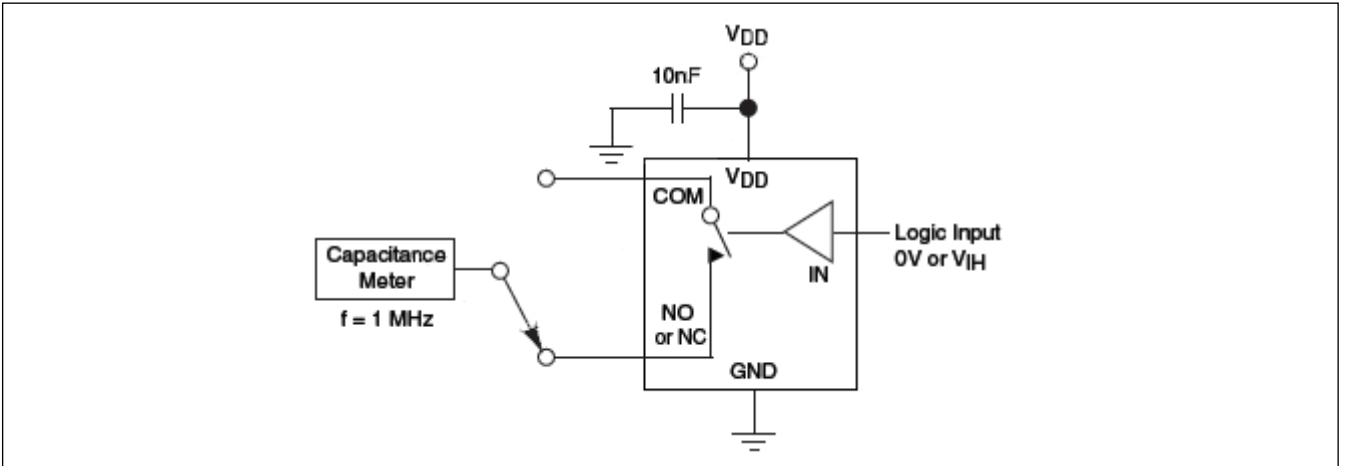 VDD
10nF
VDD
COM
Capacitance
Meter
f = 1 MHz
Logic Input
0V or VIH
IN
NO
or NC
GND